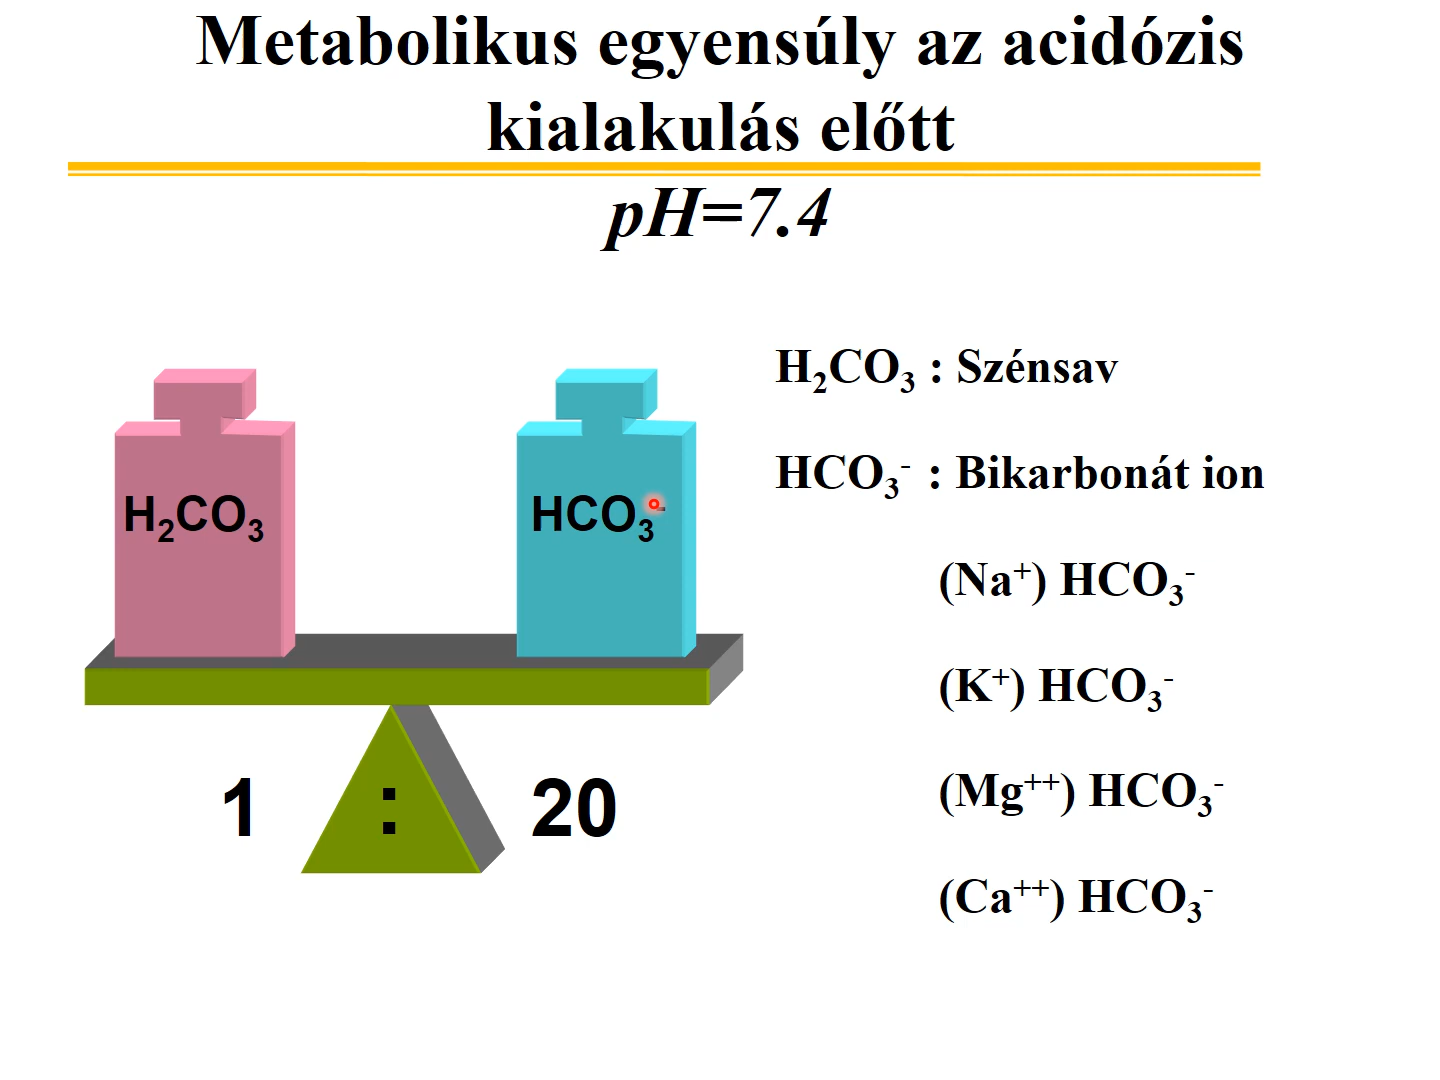 Metabolikus egyensúly az acidózis
kialakulás előtt
pH=7.4
H₂CO₃
HCO₃⁻
1 : 20
H₂CO₃ : Szénsav
HCO₃⁻ : Bikarbonát ion
(Na⁺) HCO₃⁻
(K⁺) HCO₃⁻
(Mg⁺⁺) HCO₃⁻
(Ca⁺⁺) HCO₃⁻